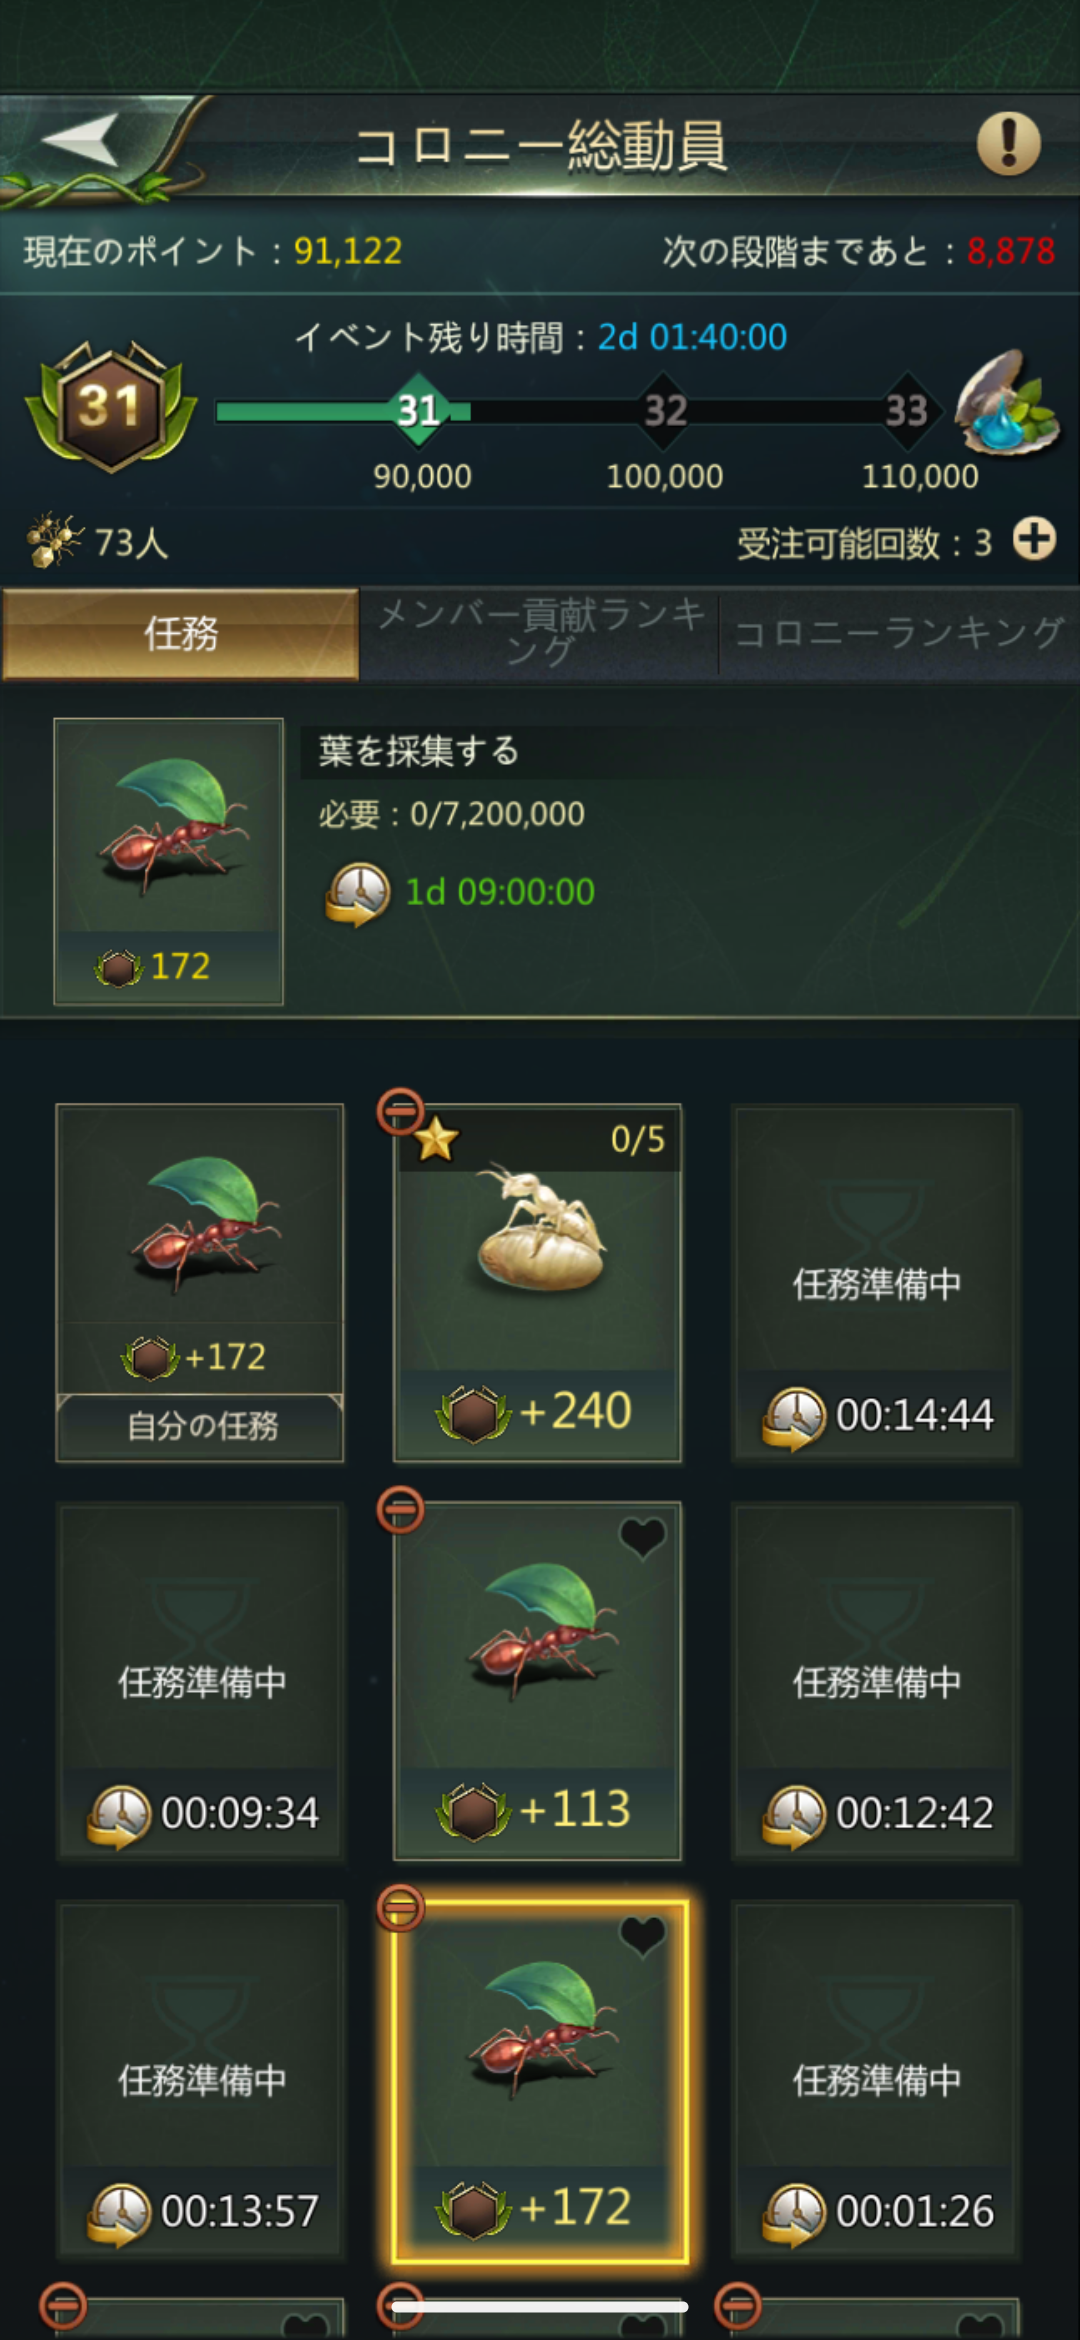 コロニー総動員
現在のポイント：91,122
次の段階まであと：8,878
イベント残り時間：2d 01:40:00
31
31
32
33
90,000
100,000
110,000
73人
受注可能回数：3
任務
メンバー貢献ランキ
ング
コロニーランキング
葉を採集する
必要：0/7,200,000
1d 09:00:00
172
0/5
任務準備中
+172
+240
00:14:44
自分の任務
任務準備中
任務準備中
00:09:34
+113
00:12:42
任務準備中
任務準備中
00:13:57
+172
00:01:26